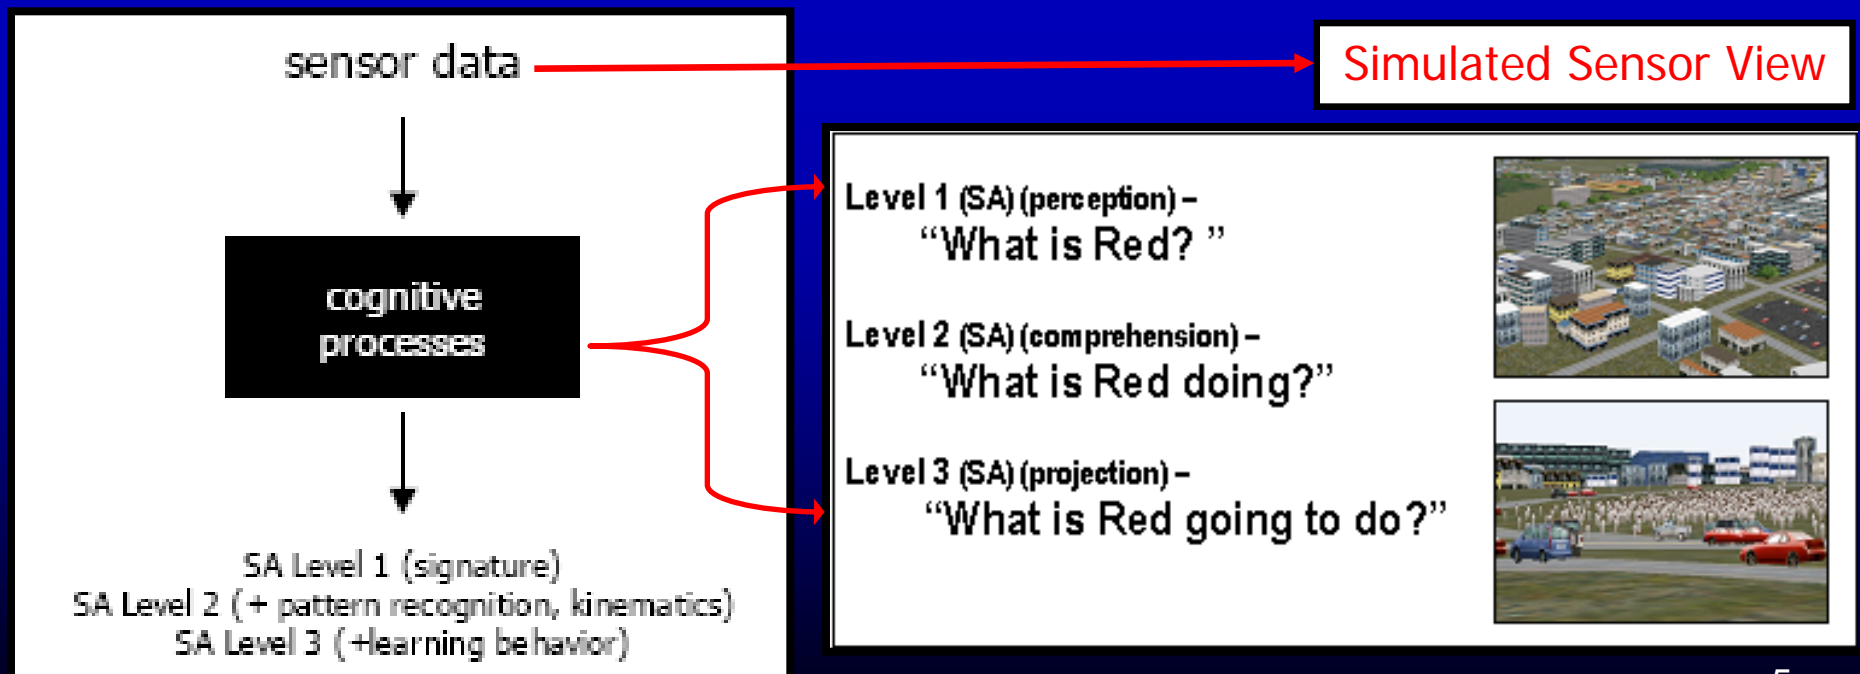 sensor data
Simulated Sensor View
cognitive
processes
SA Level 1 (signature)
SA Level 2 (+ pattern recognition, kinematics)
SA Level 3 (+learning behavior)
Level 1 (SA) (perception) –
“What is Red? ”
Level 2 (SA) (comprehension) –
“What is Red doing?”
Level 3 (SA) (projection) –
“What is Red going to do?”